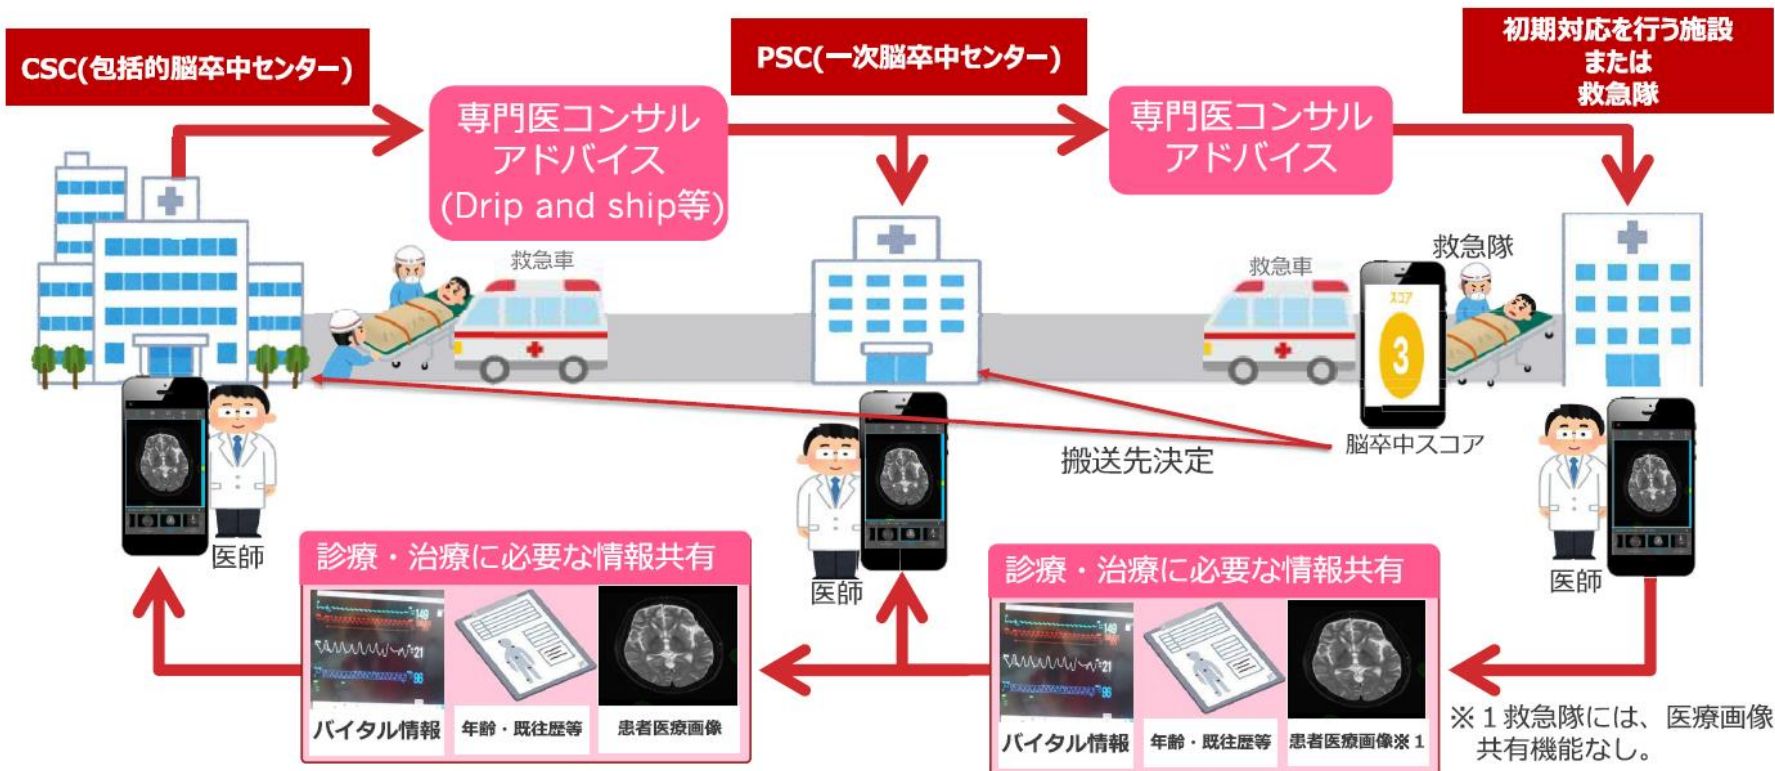 CSC(包括的脳卒中センター)
PSC(一次脳卒中センター)
初期対応を行う施設
または
救急隊
専門医コンサル
アドバイス
(Drip and ship等)
専門医コンサル
アドバイス
救急車
救急車
救急隊
スコア
3
脳卒中スコア
搬送先決定
医師
医師
医師
診療・治療に必要な情報共有
149
21
96
バイタル情報
年齢・既往歴等
患者医療画像
診療・治療に必要な情報共有
149
21
96
バイタル情報
年齢・既往歴等
患者医療画像※1
※1救急隊には、医療画像
共有機能なし。